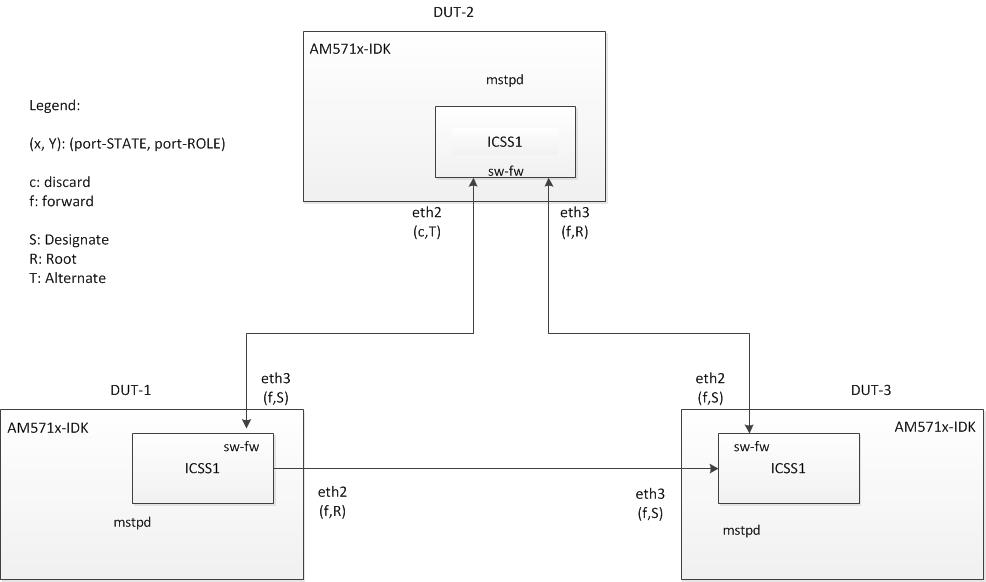 DUT-2
AM571x-IDK
mstpd
ICSS1
sw-fw
Legend:
(x, Y): (port-STATE, port-ROLE)
c: discard
f: forward
S: Designate
R: Root
T: Alternate
eth2
(c,T)
eth3
(f,R)
DUT-1
eth3
(f,S)
AM571x-IDK
sw-fw
ICSS1
mstpd
eth2
(f,R)
eth2
(f,S)
DUT-3
AM571x-IDK
sw-fw
ICSS1
eth3
(f,S)
mstpd